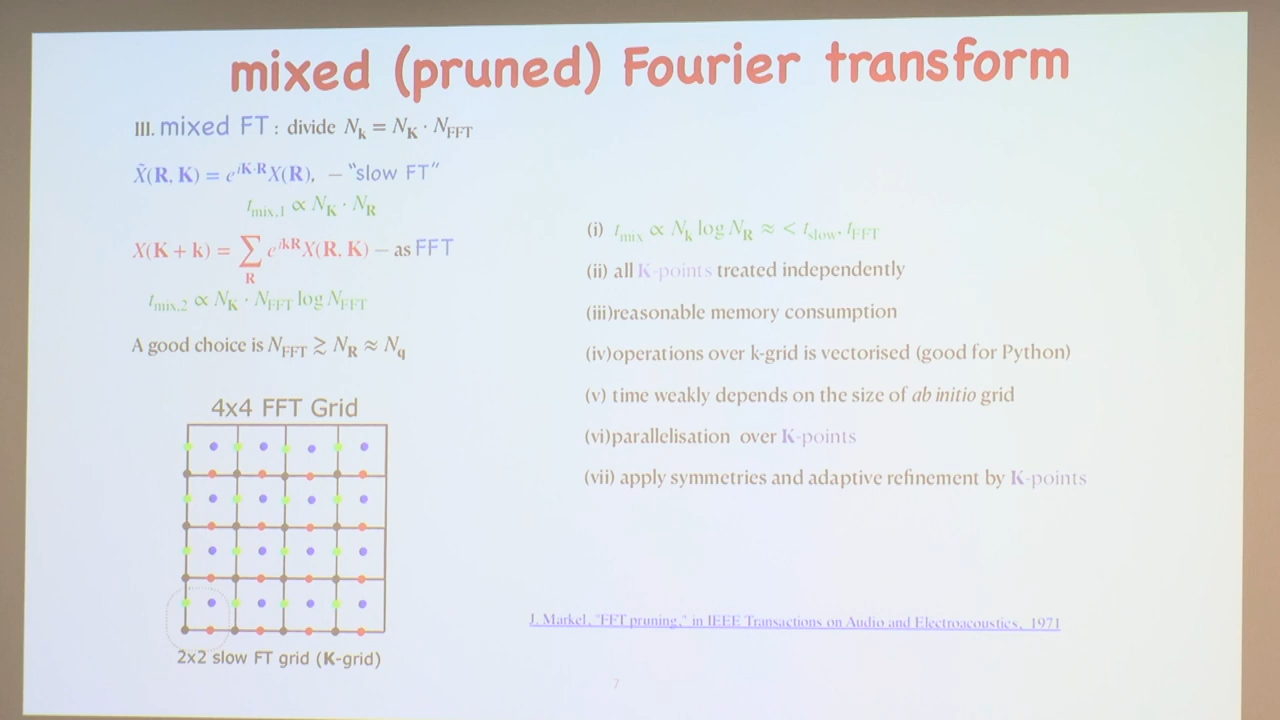 mixed (pruned) Fourier transform
III. mixed FT : divide N_k = N_K · N_FFT
X̃(R, K) = e^{iK·R}X(R), – "slow FT"
t_mix,1 ∝ N_K · N_R
X(K + k) = ∑_R e^{ikR}X(R, K) – as FFT
t_mix,2 ∝ N_K · N_FFT log N_FFT
A good choice is N_FFT ≳ N_R ≈ N_q
4x4 FFT Grid
2x2 slow FT grid (K-grid)
(i) t_mix ∝ N_k log N_R ≈ < t_slow, t_FFT
(ii) all K-points treated independently
(iii)reasonable memory consumption
(iv)operations over k-grid is vectorised (good for Python)
(v) time weakly depends on the size of ab initio grid
(vi)parallelisation over K-points
(vii) apply symmetries and adaptive refinement by K-points
J. Markel, "FFT pruning," in IEEE Transactions on Audio and Electroacoustics, 1971
7